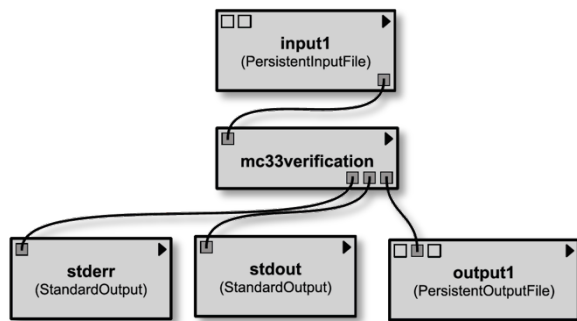 input1
(PersistentInputFile)
mc33verification
stderr
(StandardOutput)
stdout
(StandardOutput)
output1
(PersistentOutputFile)